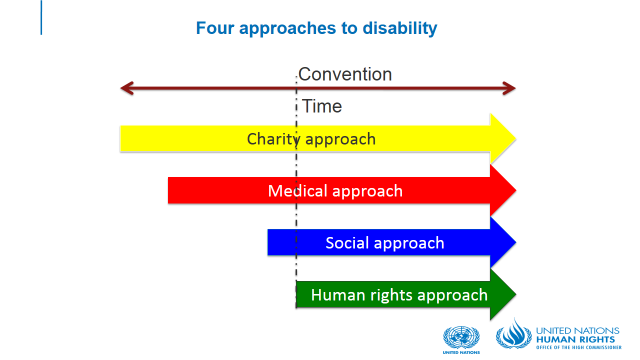 Four approaches to disability
Convention
Time
Charity approach
Medical approach
Social approach
Human rights approach
UNITED NATIONS
UNITED NATIONS
HUMAN RIGHTS
OFFICE OF THE HIGH COMMISSIONER